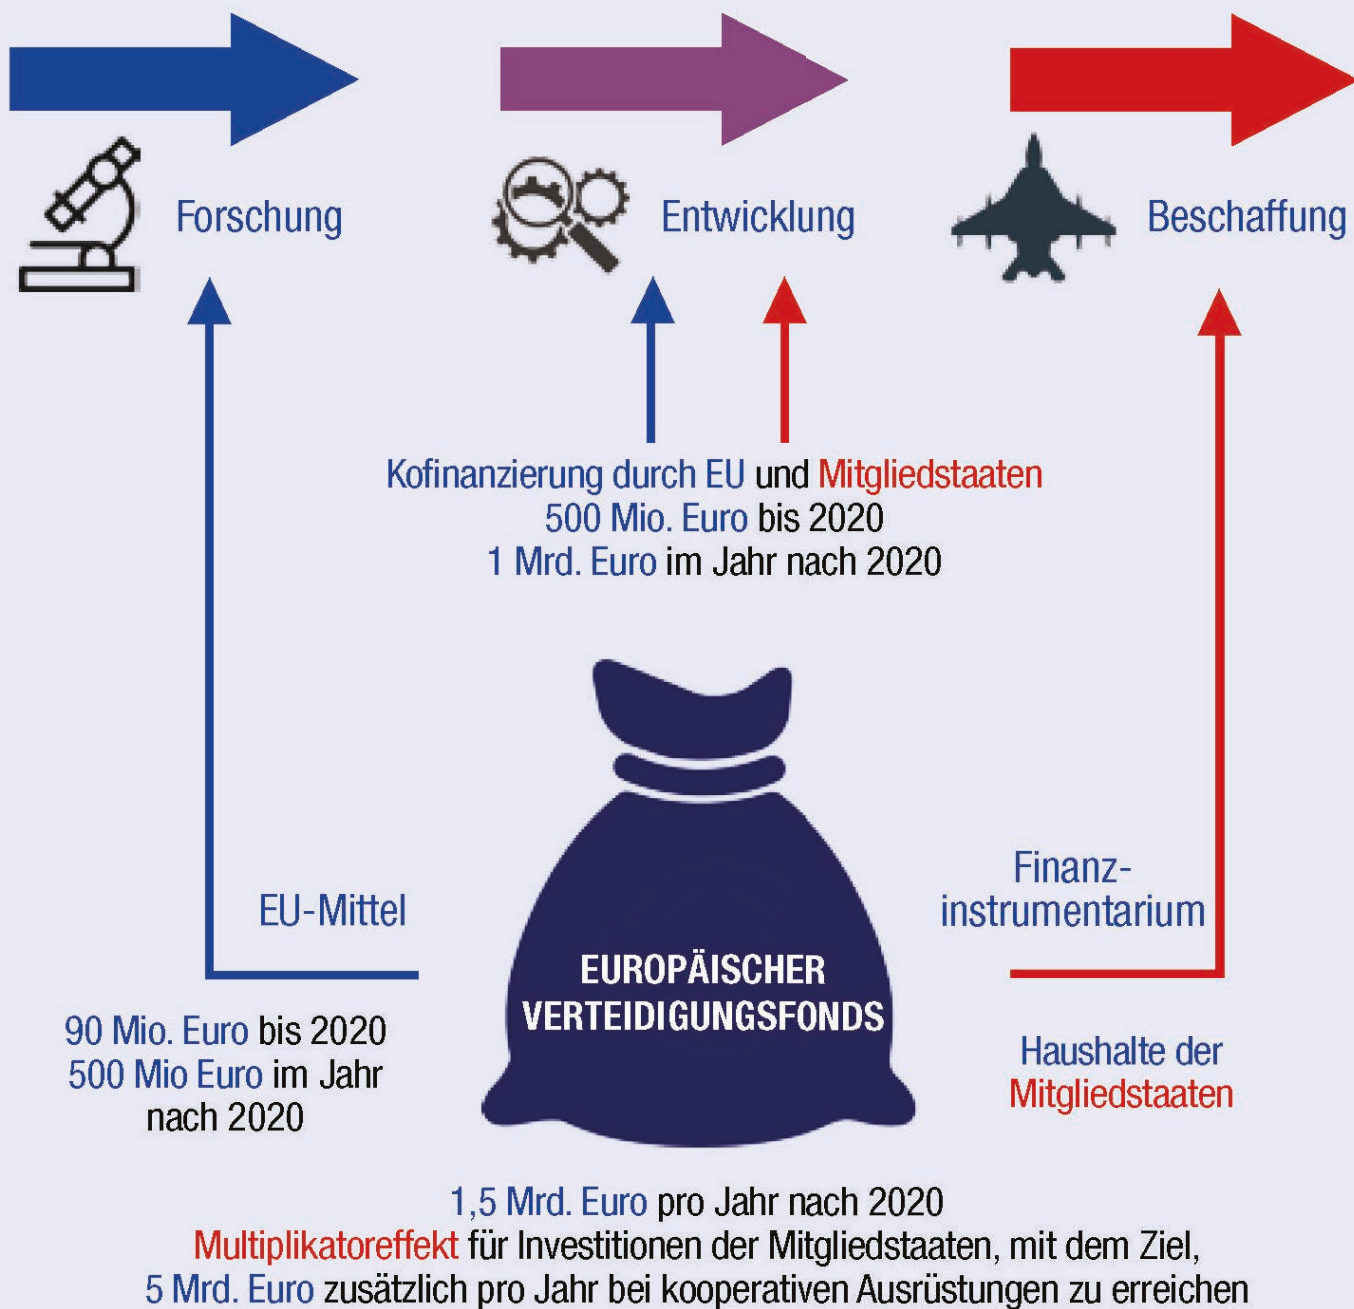 Forschung
Entwicklung
Beschaffung
Kofinanzierung durch EU und Mitgliedstaaten
500 Mio. Euro bis 2020
1 Mrd. Euro im Jahr nach 2020
EU-Mittel
90 Mio. Euro bis 2020
500 Mio Euro im Jahr
nach 2020
EUROPÄISCHER
VERTEIDIGUNGSFONDS
Finanz-
instrumentarium
Haushalte der
Mitgliedstaaten
1,5 Mrd. Euro pro Jahr nach 2020
Multiplikatoreffekt für Investitionen der Mitgliedstaaten, mit dem Ziel,
5 Mrd. Euro zusätzlich pro Jahr bei kooperativen Ausrüstungen zu erreichen